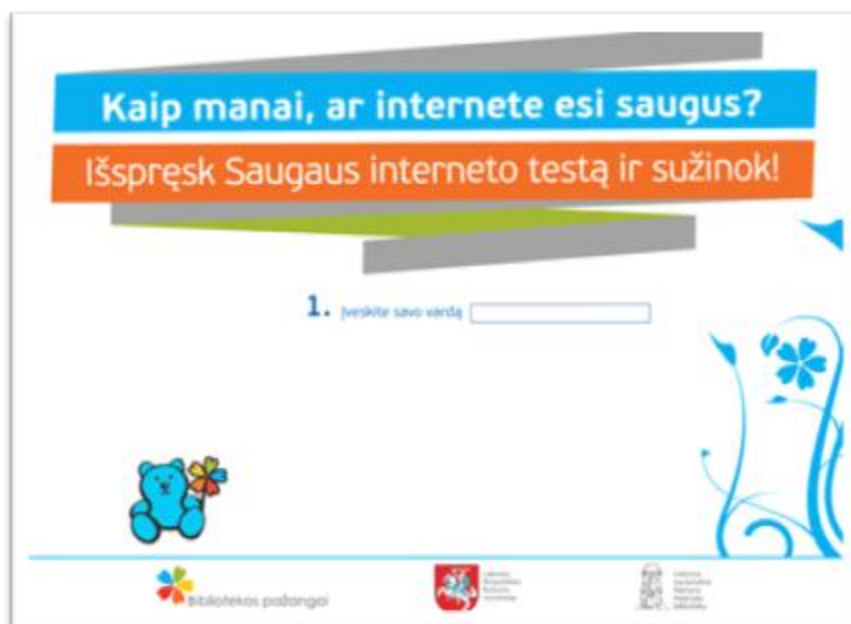 Kaip manai, ar internete esi saugus?
Išspręsk Saugaus interneto testą ir sužinok!
1. Įveskite savo vardą
Bibliotekos pažangai